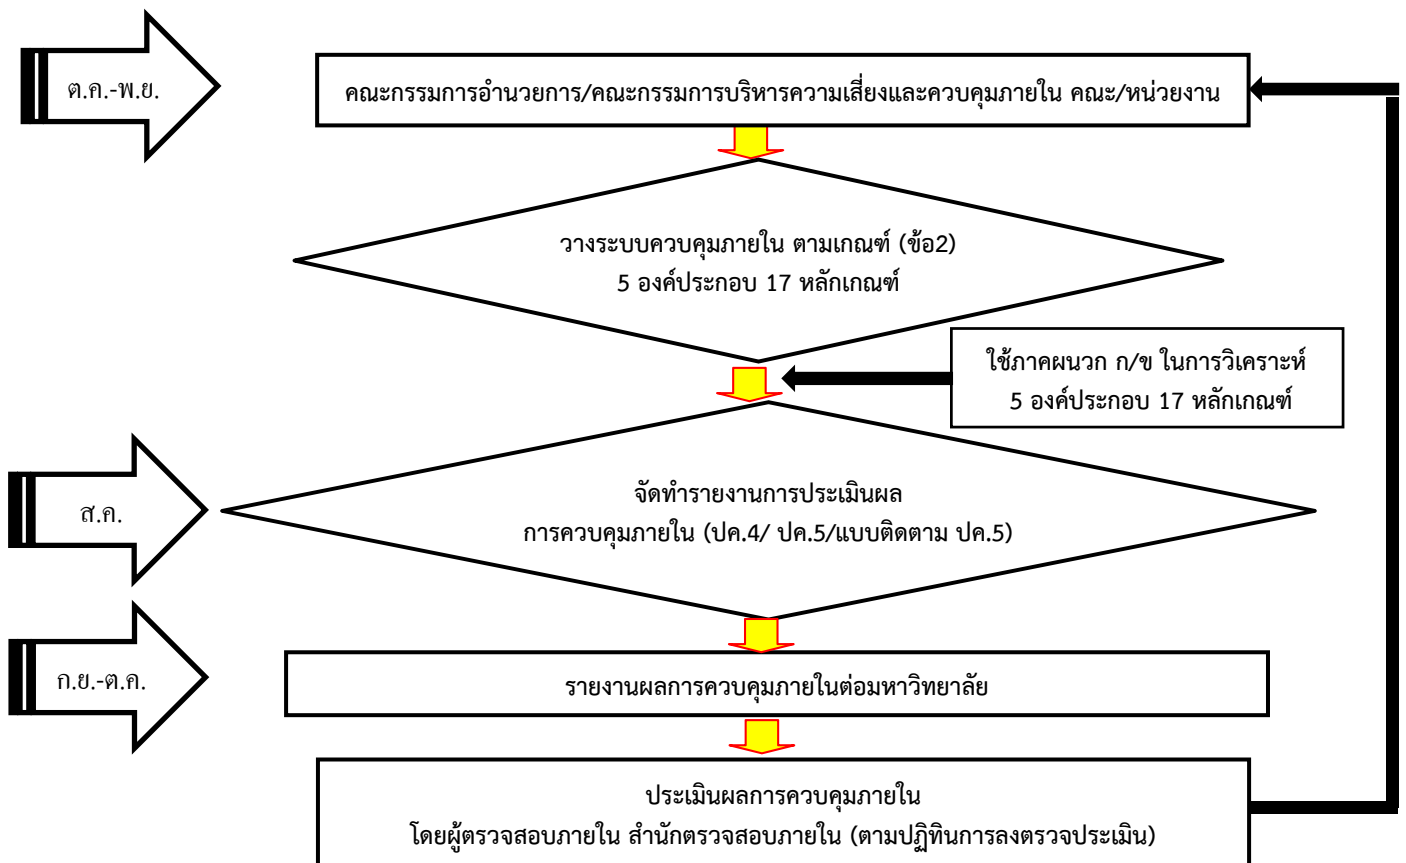 ต.ค.-พ.ย.
คณะกรรมการอำนวยการ/คณะกรรมการบริหารความเสี่ยงและควบคุมภายใน คณะ/หน่วยงาน
วางระบบควบคุมภายใน ตามเกณฑ์ (ข้อ2)
5 องค์ประกอบ 17 หลักเกณฑ์
ใช้ภาคผนวก ก/ข ในการวิเคราะห์
5 องค์ประกอบ 17 หลักเกณฑ์
ส.ค.
จัดทำรายงานการประเมินผล
การควบคุมภายใน (ปค.4/ ปค.5/แบบติดตาม ปค.5)
ก.ย.-ต.ค.
รายงานผลการควบคุมภายในต่อมหาวิทยาลัย
ประเมินผลการควบคุมภายใน
โดยผู้ตรวจสอบภายใน สำนักตรวจสอบภายใน (ตามปฏิทินการลงตรวจประเมิน)